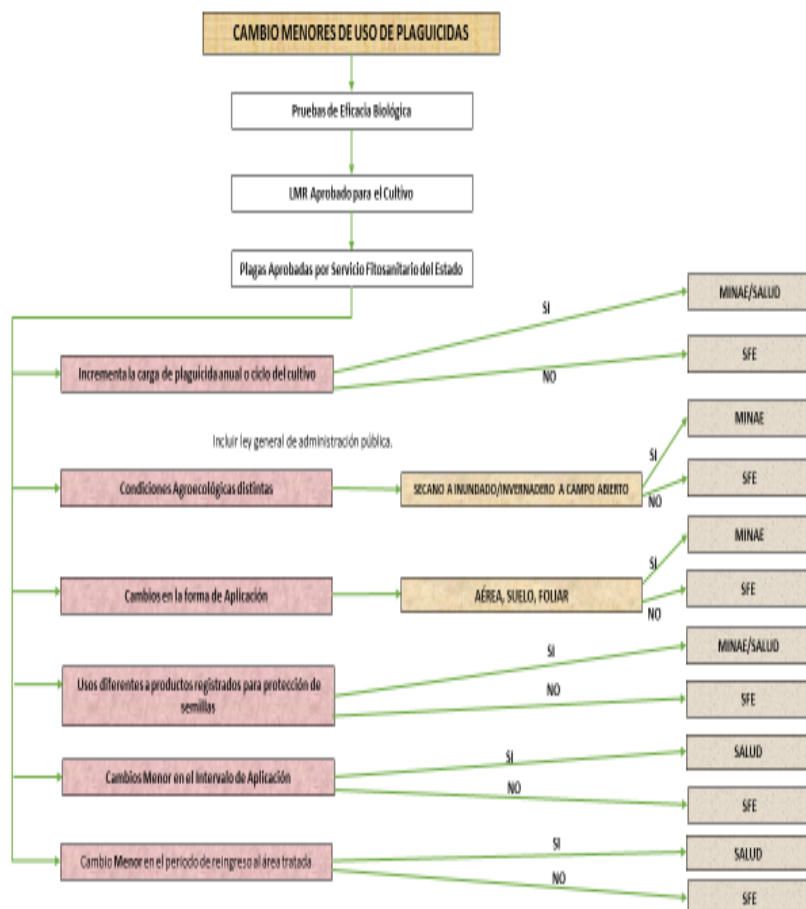 CAMBIO MENORES DE USO DE PLAGUICIDAS
Pruebas de Eficacia Biológica
LMR Aprobado para el Cultivo
Plagas Aprobadas por Servicio Fitosanitario del Estado
MINAE/SALUD
SI
Incrementa la carga de plaguicida anual o ciclo del cultivo
NO
SFE
Incluir ley general de administración pública.
MINAE
SI
Condiciones Agroecológicas distintas
SECANO A INUNDADO/INVERNADERO A CAMPO ABIERTO
NO
SFE
MINAE
SI
Cambios en la forma de Aplicación
AÉREA, SUELO, FOLIAR
NO
SFE
MINAE/SALUD
SI
Usos diferentes a productos registrados para protección de
semillas
NO
SFE
SI
SALUD
Cambios Menor en el Intervalo de Aplicación
NO
SFE
SI
SALUD
Cambio Menor en el periodo de reingreso al área tratada
NO
SFE